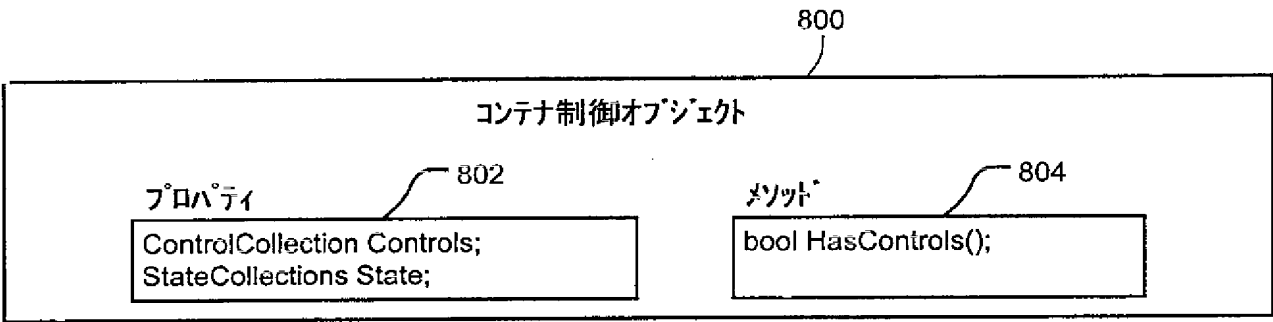 800
コンテナ制御オブジェクト
プロパティ
802
メソッド
804
ControlCollection Controls;
StateCollections State;
bool HasControls();